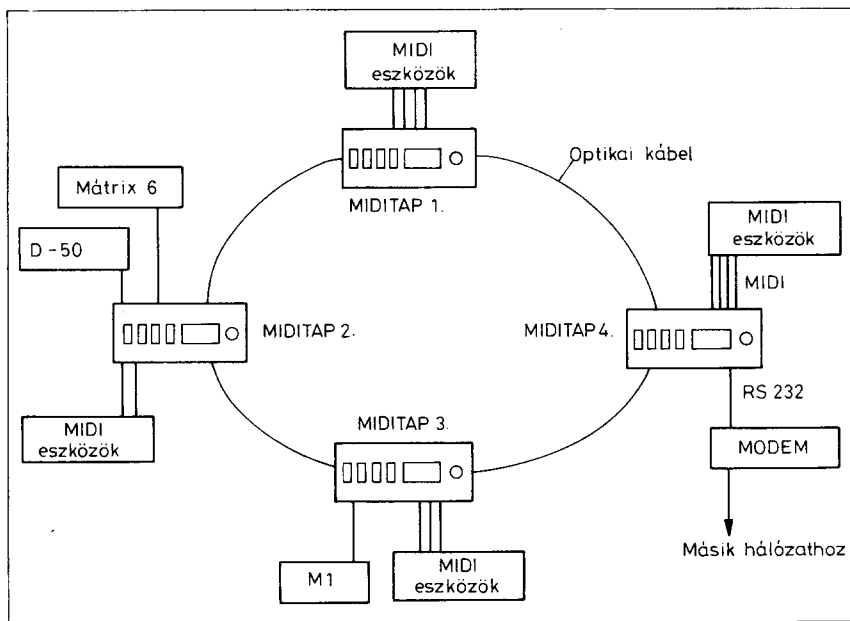 MIDI
eszközök
Optikai kábel
MIDITAP 1.
Mátrix 6
D-50
MIDI
eszközök
MIDI
MIDITAP 2.
MIDITAP 4.
RS 232
MIDI
eszközök
MIDITAP 3.
MODEM
M1
MIDI
eszközök
Másik hálózathoz